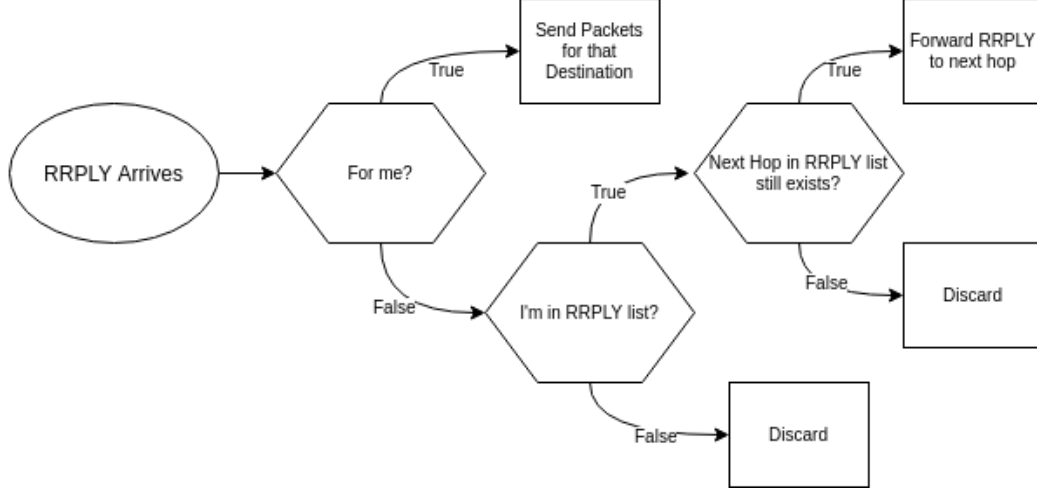 RRPLY Arrives
For me?
True
Send Packets
for that
Destination
False
I'm in RRPLY list?
True
Next Hop in RRPLY list
still exists?
True
Forward RRPLY
to next hop
False
Discard
False
Discard